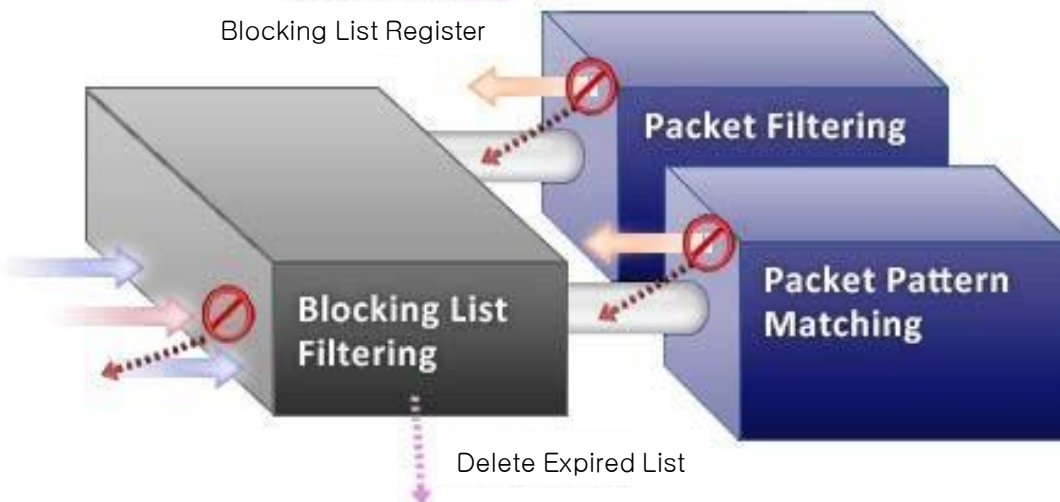 Blocking List Register
Packet Filtering
Packet Pattern
Matching
Blocking List
Filtering
Delete Expired List